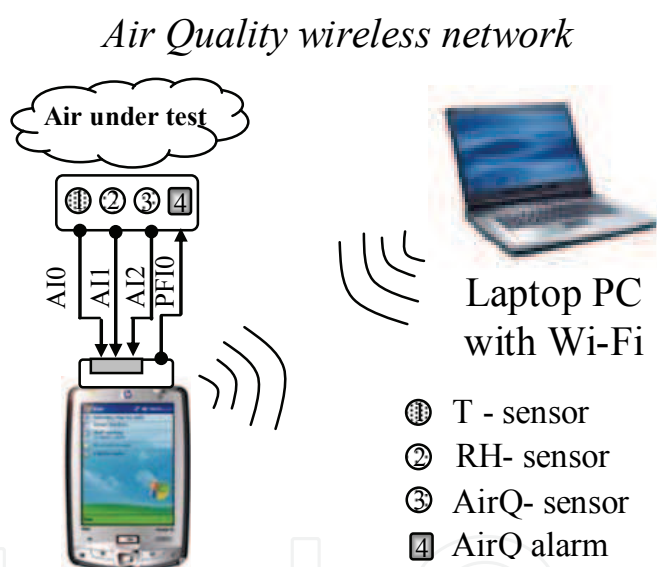 Air Quality wireless network
Air under test
1 2 3 4
AI0
AI1
AI2
PFI0
Laptop PC
with Wi-Fi
1 T - sensor
2 RH- sensor
3 AirQ- sensor
4 AirQ alarm